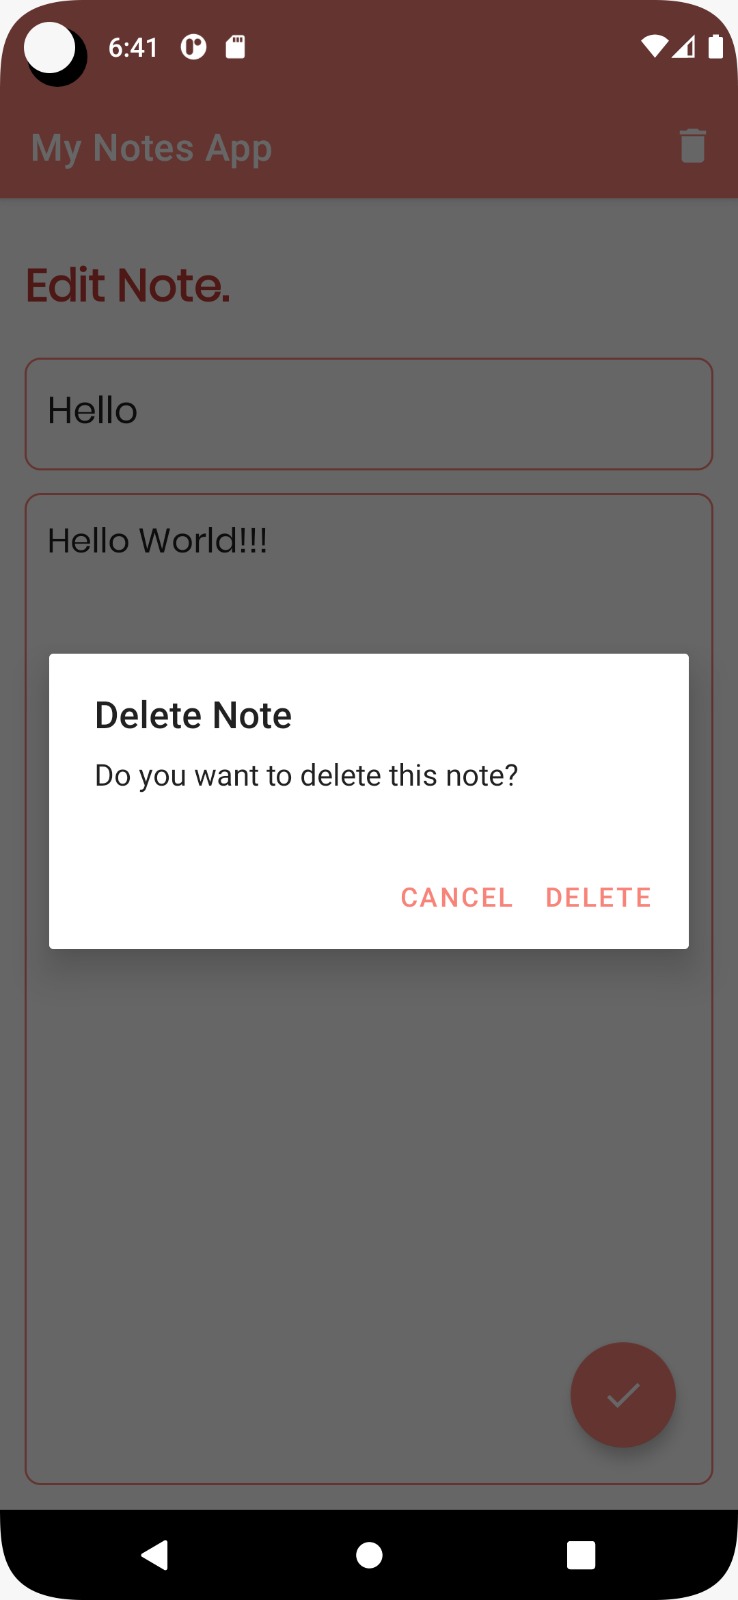 6:41
My Notes App
Edit Note.
Hello
Hello World!!!
Delete Note
Do you want to delete this note?
CANCEL DELETE